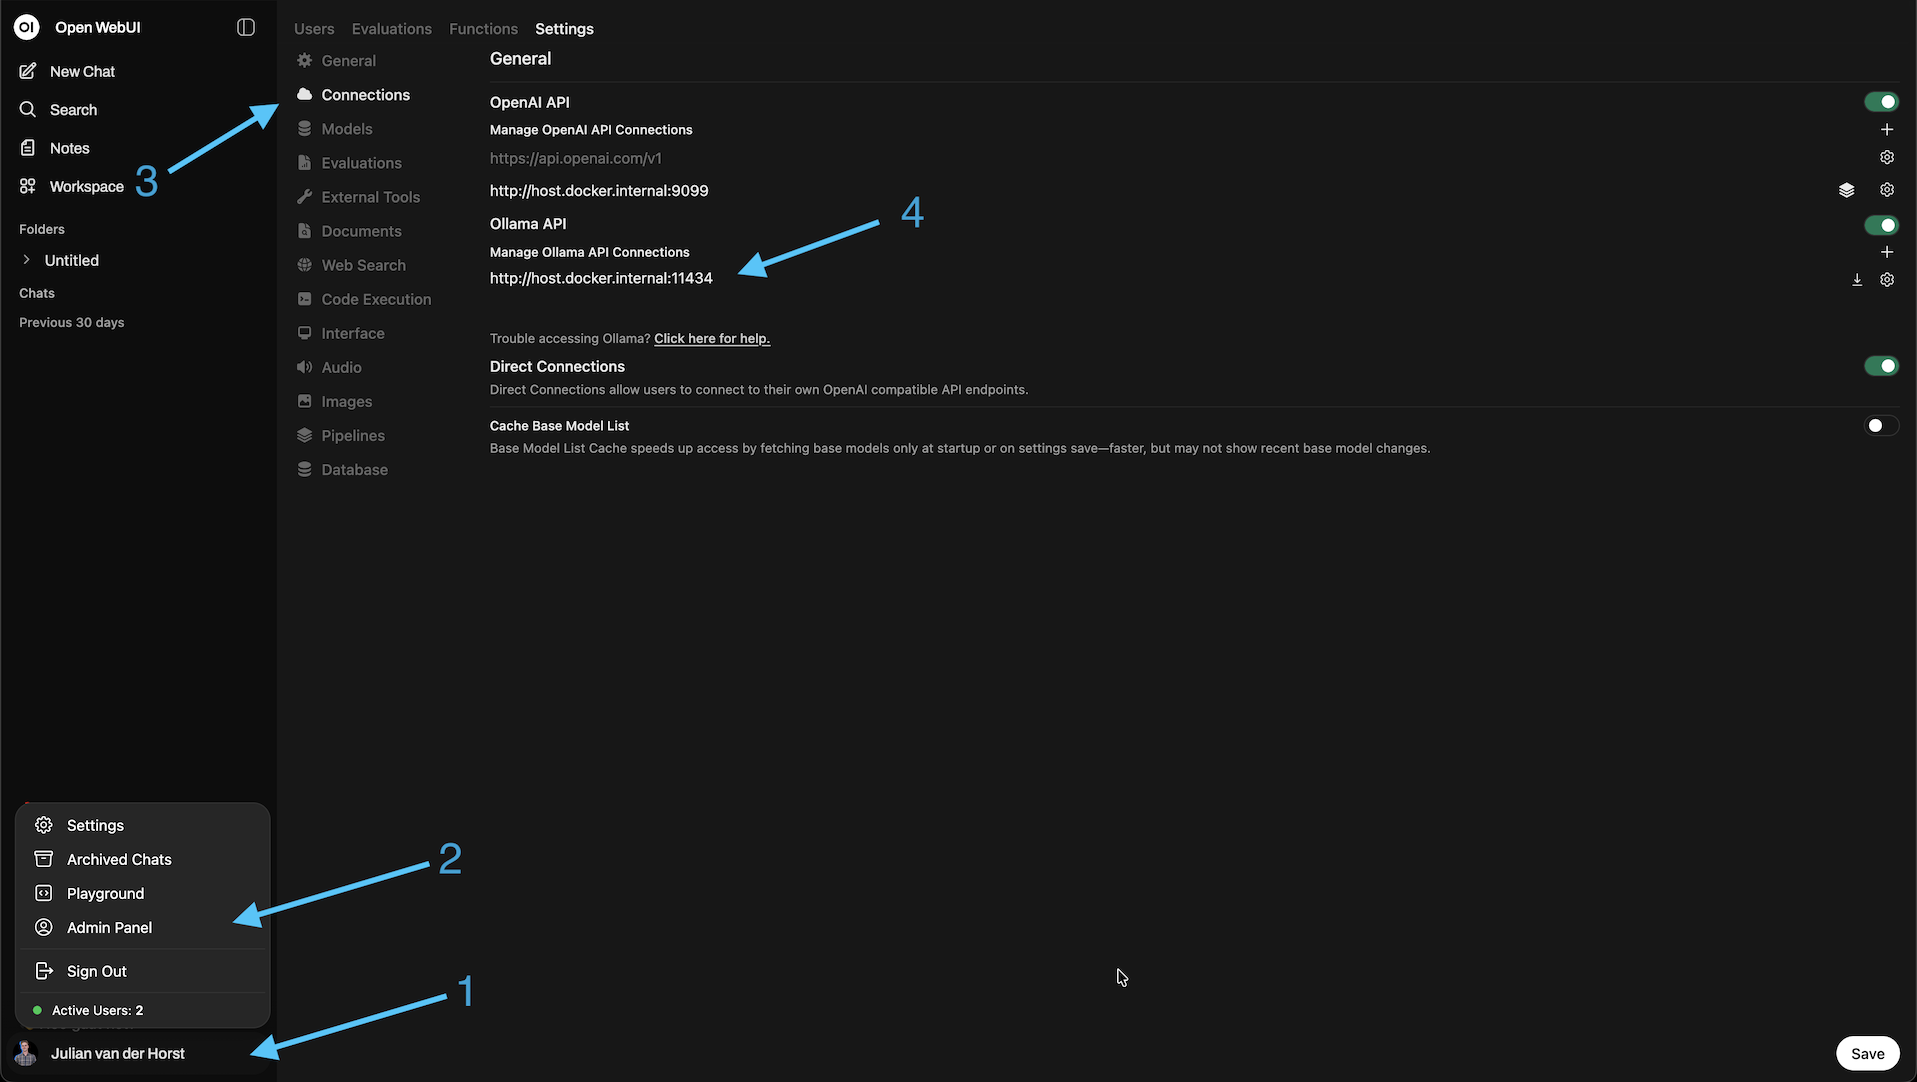 OI Open WebUI
New Chat
Search
Notes
Workspace
Folders
Untitled
Chats
Previous 30 days
3
Settings
Archived Chats
Playground
Admin Panel
Sign Out
Active Users: 2
Julian van der Horst
2
1
Users Evaluations Functions Settings
General
Connections
Models
Evaluations
External Tools
Documents
Web Search
Code Execution
Interface
Audio
Images
Pipelines
Database
General
OpenAI API
Manage OpenAI API Connections
https://api.openai.com/v1
http://host.docker.internal:9099
Ollama API
Manage Ollama API Connections
http://host.docker.internal:11434
4
Trouble accessing Ollama? Click here for help.
Direct Connections
Direct Connections allow users to connect to their own OpenAI compatible API endpoints.
Cache Base Model List
Base Model List Cache speeds up access by fetching base models only at startup or on settings save—faster, but may not show recent base model changes.
Save